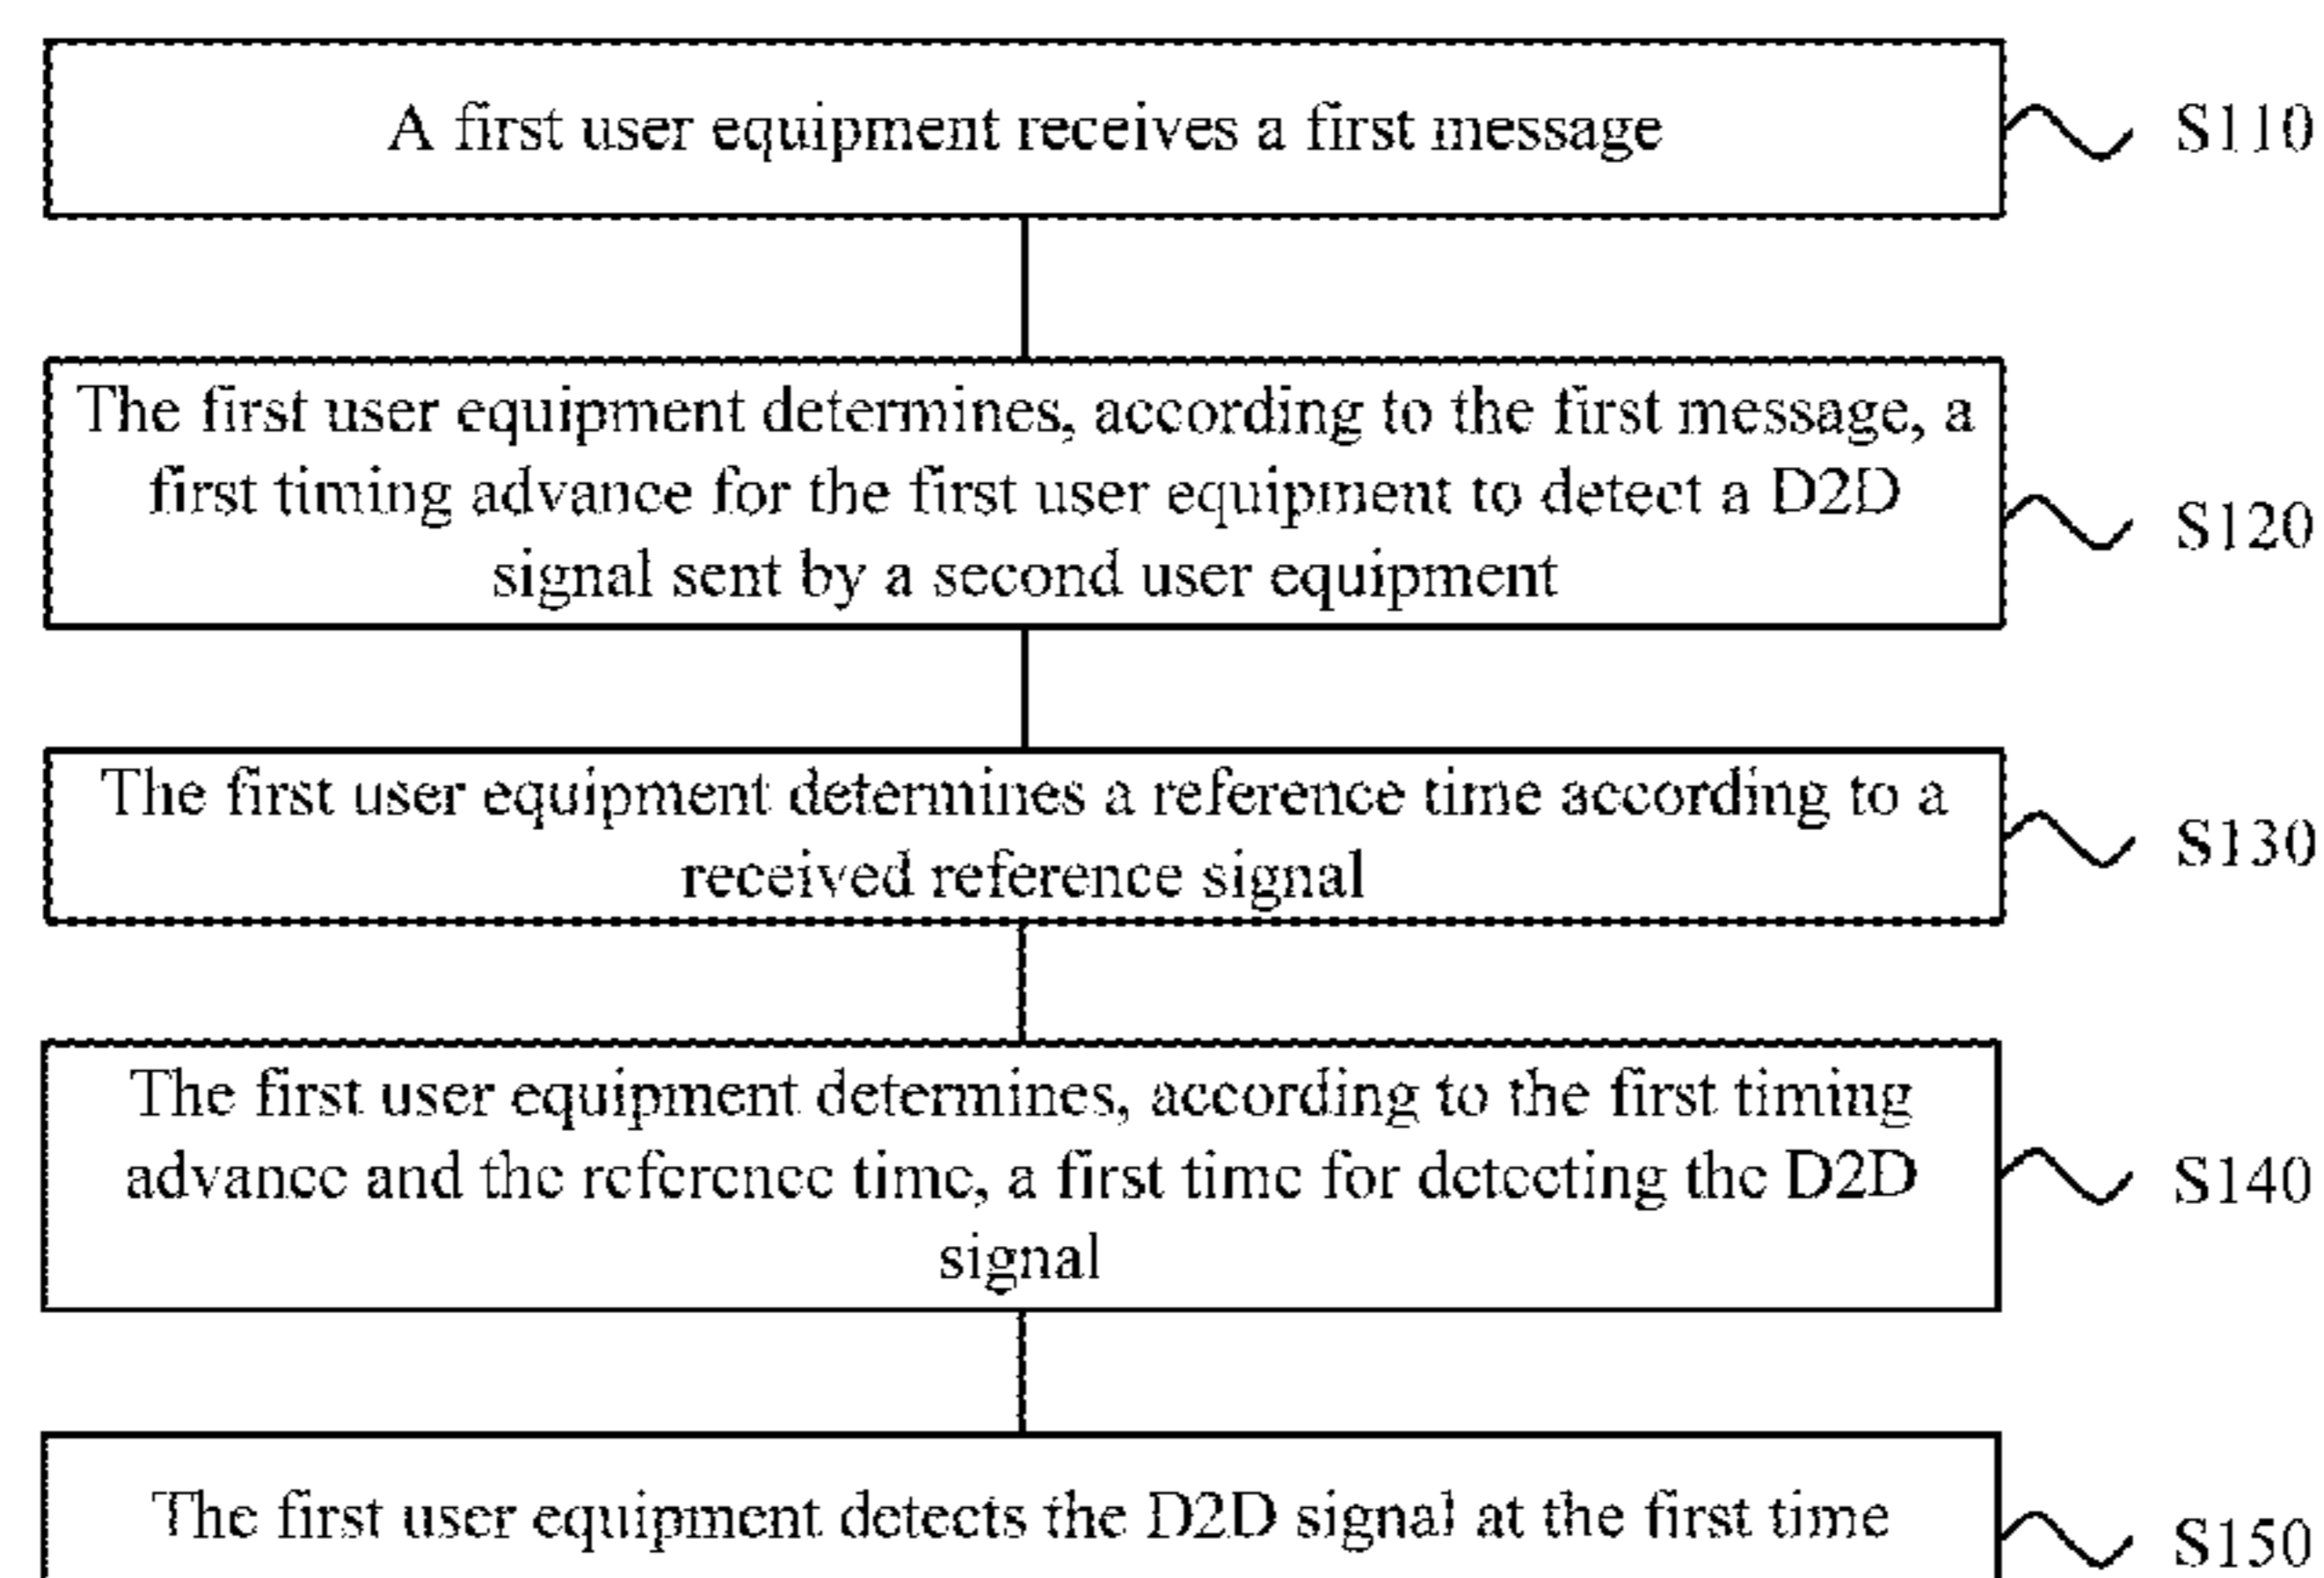 A first user equipment receives a first message
S110
The first user equipment determines, according to the first message, a
first timing advance for the first user equipment to detect a D2D
signal sent by a second user equipment
S120
The first user equipment determines a reference time according to a
received reference signal
S130
The first user equipment determines, according to the first timing
advance and the reference time, a first time for detecting the D2D
signal
S140
The first user equipment detects the D2D signal at the first time
S150